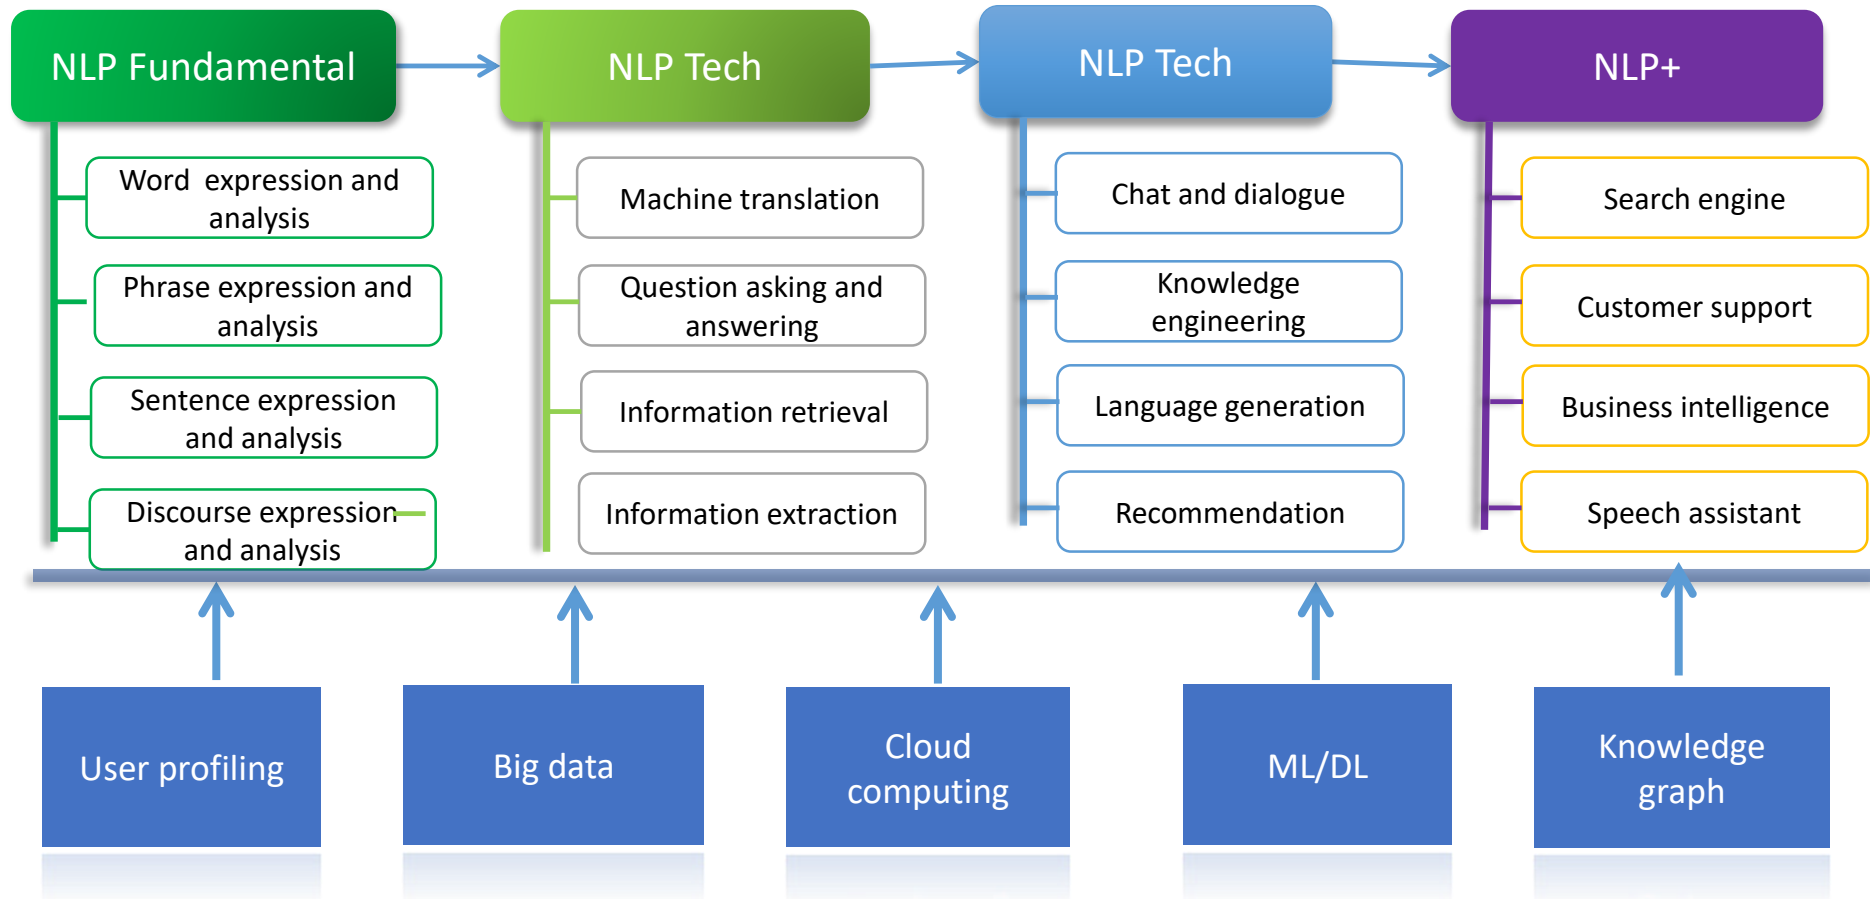 NLP Fundamental
NLP Tech
NLP Tech
NLP+
Word expression and
analysis
Phrase expression and
analysis
Sentence expression
and analysis
Discourse expression
and analysis
Machine translation
Question asking and
answering
Information retrieval
Information extraction
Chat and dialogue
Knowledge
engineering
Language generation
Recommendation
Search engine
Customer support
Business intelligence
Speech assistant
User profiling
Big data
Cloud
computing
ML/DL
Knowledge
graph